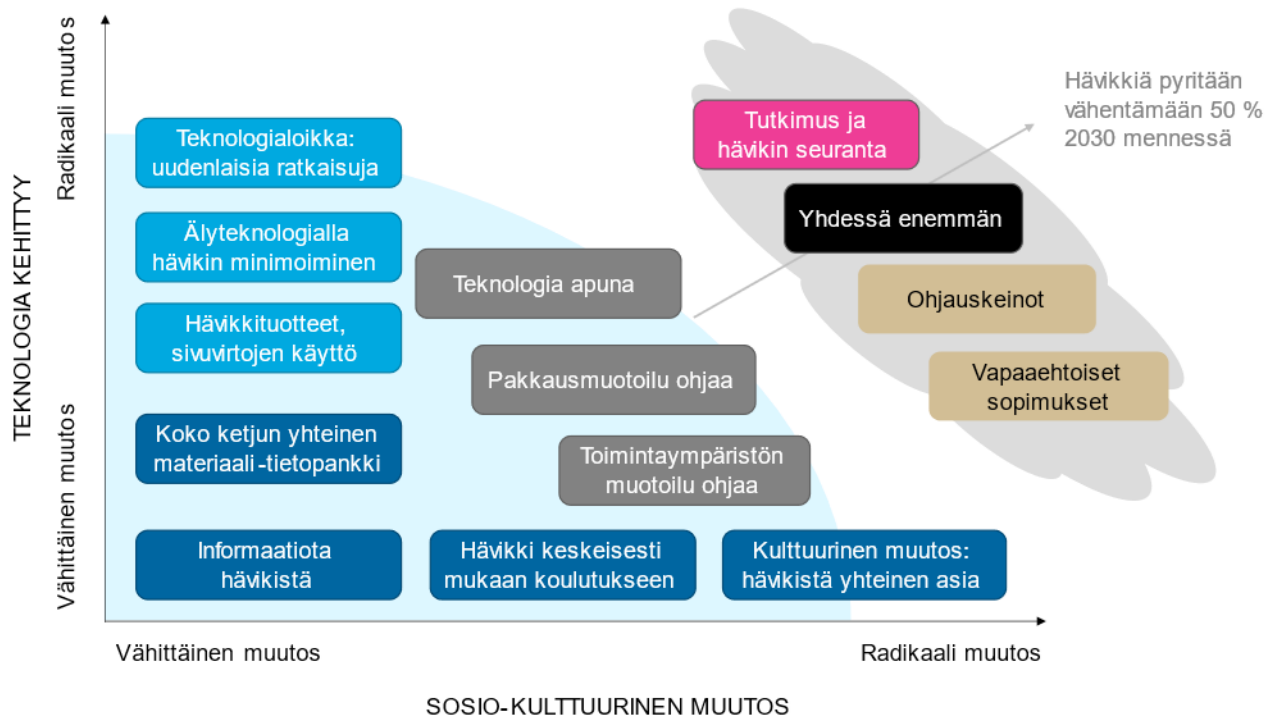 TEKNOLOGIA KEHITTYY
Radikaali muutos
Vähittäinen muutos
Teknologialoikka:
uudenlaisia ratkaisuja
Älyteknologialla
hävikin minimoiminen
Hävikkituotteet,
sivuvirtojen käyttö
Koko ketjun yhteinen
materiaali-tietopankki
Informaatiota
hävikistä
Teknologia apuna
Pakkausmuotoilu ohjaa
Toimintaympäristön
muotoilu ohjaa
Hävikki keskeisesti
mukaan koulutukseen
Kulttuurinen muutos:
hävikistä yhteinen asia
Tutkimus ja
hävikin seuranta
Yhdessä enemmän
Ohjauskeinot
Vapaaehtoiset
sopimukset
Hävikkiä pyritään
vähentämään 50 %
2030 mennessä
Vähittäinen muutos
Radikaali muutos
SOSIO-KULTTUURINEN MUUTOS